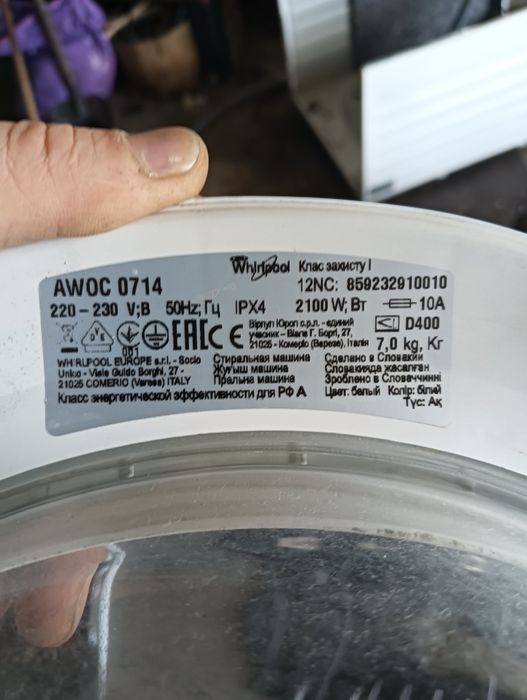 Whirlpool Клас захисту I
AWOC 0714 12NC: 859232910010
220 – 230 V;В 50Hz; Гц IPX4 2100 W; Вт 10A
001 EAC CE D400
Вірпул Юроп с.р.л. - єдиний
учасник - Віале Г. Боргі, 27,
21025 - Комеріо (Варезе), Італія 7,0 kg, Кг
WHIRLPOOL EUROPE s.r.l. - Socio
Unico - Viale Guido Borghi, 27 -
21025 COMERIO (Varese) ITALY
Стиральная машина Сделано в Словакии
Жуғыш машина Словакияда жасалған
Пральна машина Зроблено в Словаччині
Класс энергетической эффективности для РФ A Цвет: белый Колір: білий
Түс: Ақ